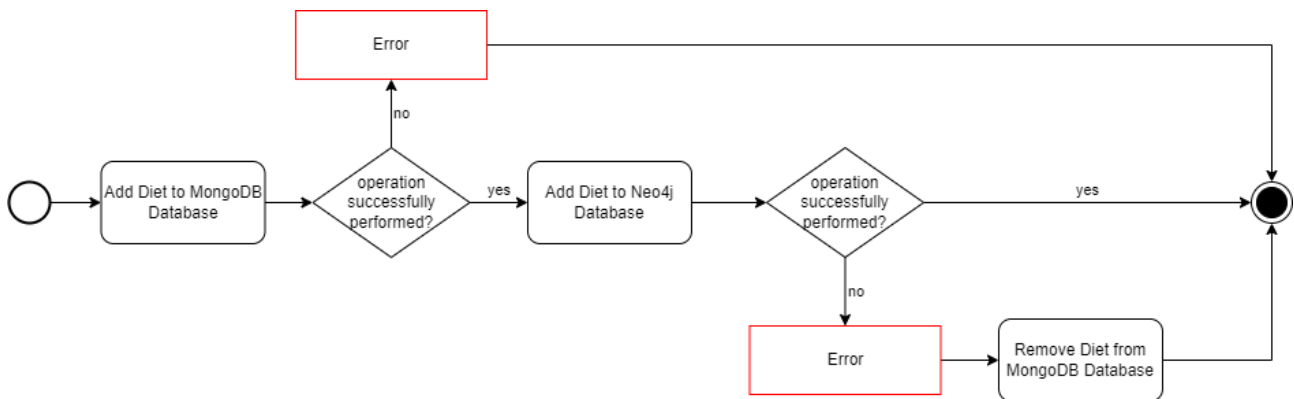 Error
no
Add Diet to MongoDB
Database
operation
successfully
performed?
yes
Add Diet to Neo4j
Database
operation
successfully
performed?
yes
no
Error
Remove Diet from
MongoDB Database